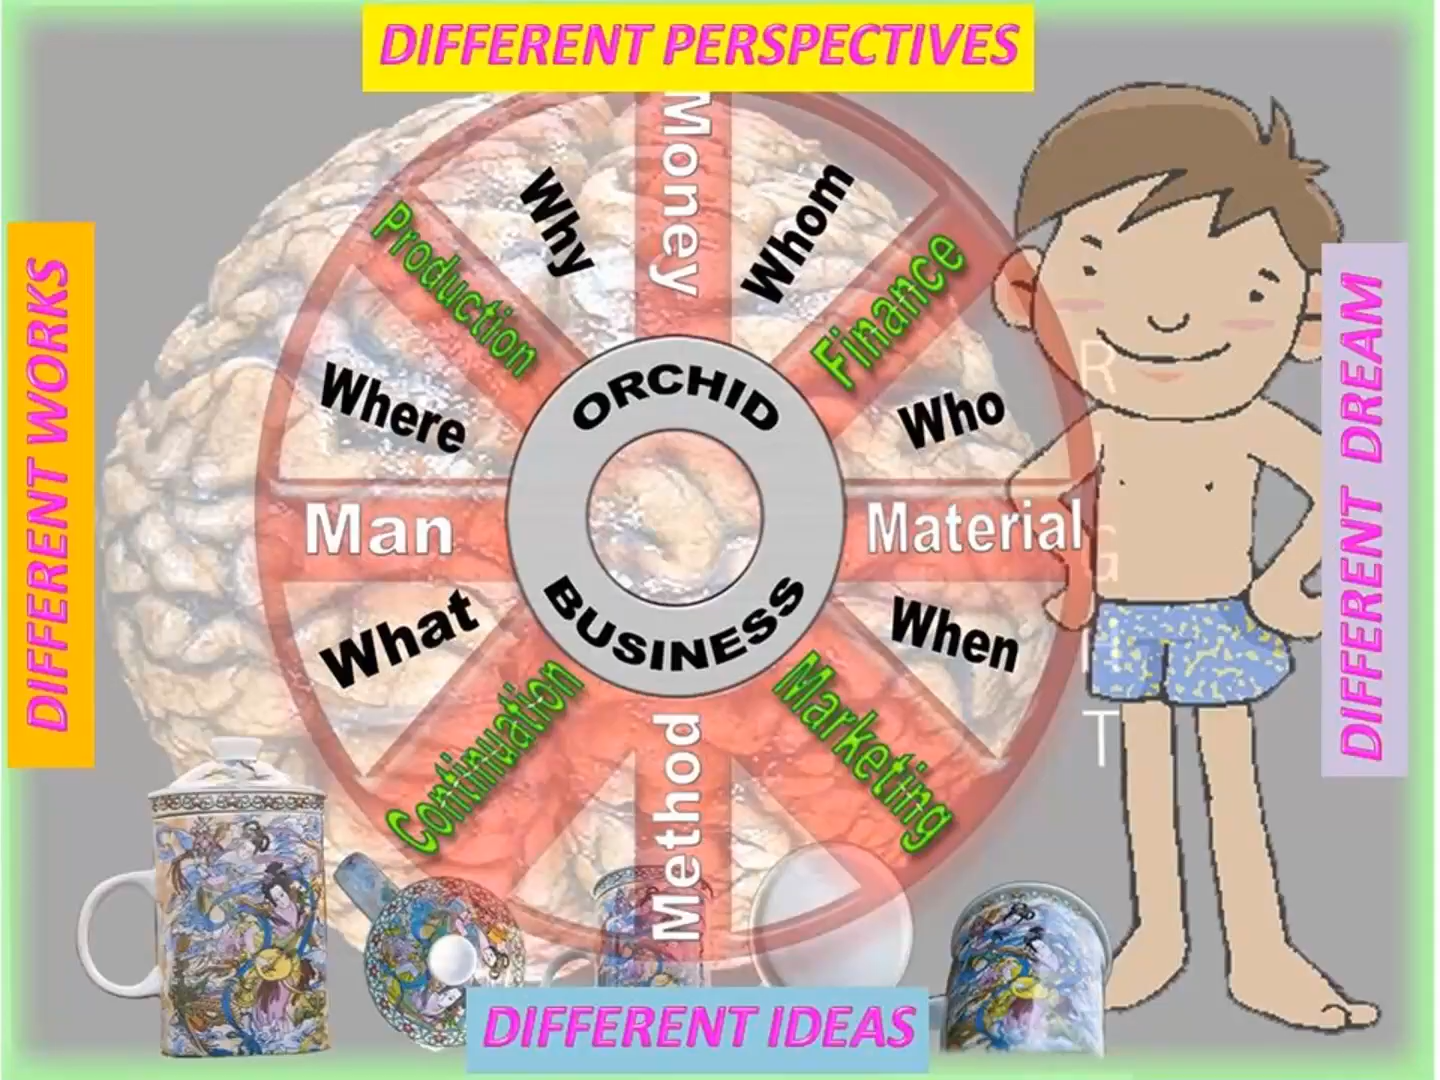 DIFFERENT PERSPECTIVES
Money
Why
Whom
Production
Finance
Where
Who
ORCHID
BUSINESS
Man
Material
What
When
Continuation
Marketing
Method
DIFFERENT WORKS
DIFFERENT DREAM
DIFFERENT IDEAS
R
G
T